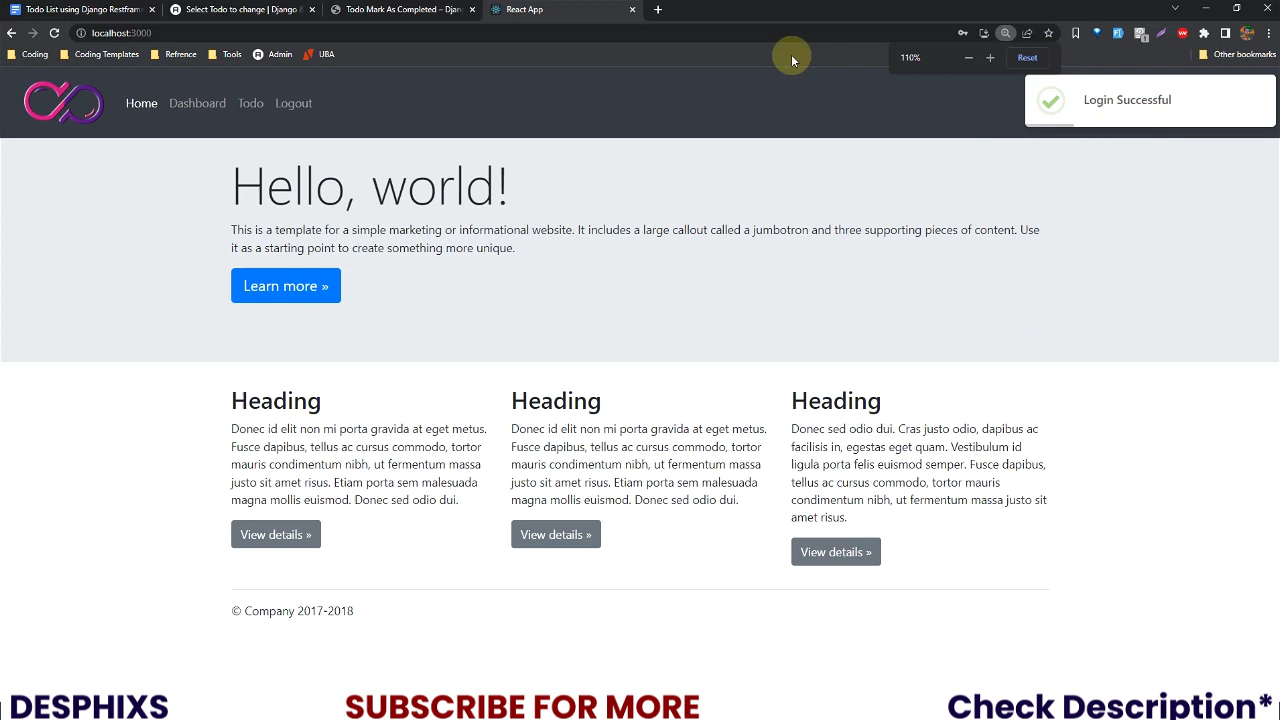 Todo List using Django Restframe
Select Todo to change | Django &
Todo Mark As Completed – Djan
React App
localhost:3000
Coding
Coding Templates
Refrence
Tools
Admin
UBA
Other bookmarks
110%
Reset
Home
Dashboard
Todo
Logout
Login Successful
Hello, world!
This is a template for a simple marketing or informational website. It includes a large callout called a jumbotron and three supporting pieces of content. Use
it as a starting point to create something more unique.
Learn more »
Heading
Donec id elit non mi porta gravida at eget metus.
Fusce dapibus, tellus ac cursus commodo, tortor
mauris condimentum nibh, ut fermentum massa
justo sit amet risus. Etiam porta sem malesuada
magna mollis euismod. Donec sed odio dui.
View details »
Heading
Donec id elit non mi porta gravida at eget metus.
Fusce dapibus, tellus ac cursus commodo, tortor
mauris condimentum nibh, ut fermentum massa
justo sit amet risus. Etiam porta sem malesuada
magna mollis euismod. Donec sed odio dui.
View details »
Heading
Donec sed odio dui. Cras justo odio, dapibus ac
facilisis in, egestas eget quam. Vestibulum id
ligula porta felis euismod semper. Fusce dapibus,
tellus ac cursus commodo, tortor mauris
condimentum nibh, ut fermentum massa justo sit
amet risus.
View details »
© Company 2017-2018
DESPHIXS
SUBSCRIBE FOR MORE
Check Description*